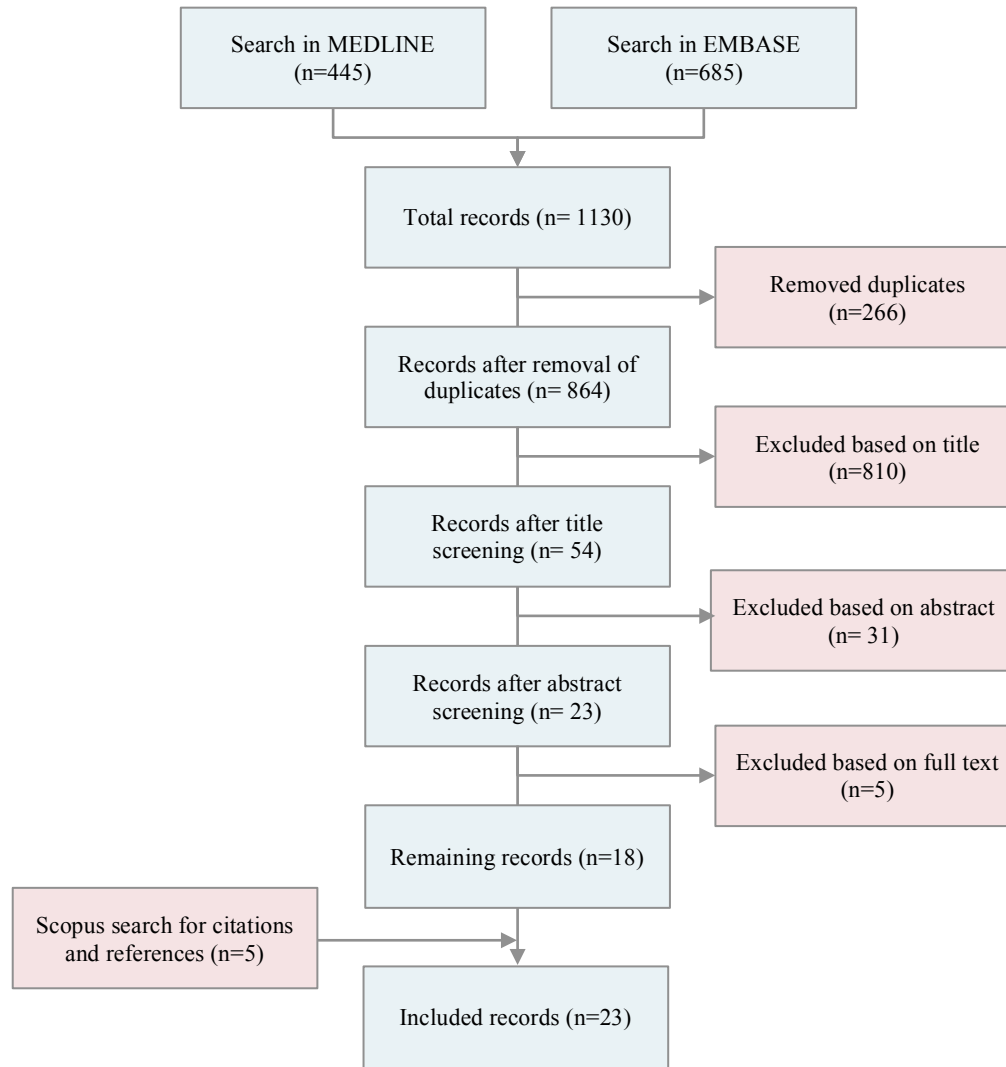 Search in MEDLINE
(n=445)
Search in EMBASE
(n=685)
Total records (n= 1130)
Removed duplicates
(n=266)
Records after removal of
duplicates (n= 864)
Excluded based on title
(n=810)
Records after title
screening (n= 54)
Excluded based on abstract
(n= 31)
Records after abstract
screening (n= 23)
Excluded based on full text
(n=5)
Remaining records (n=18)
Scopus search for citations
and references (n=5)
Included records (n=23)